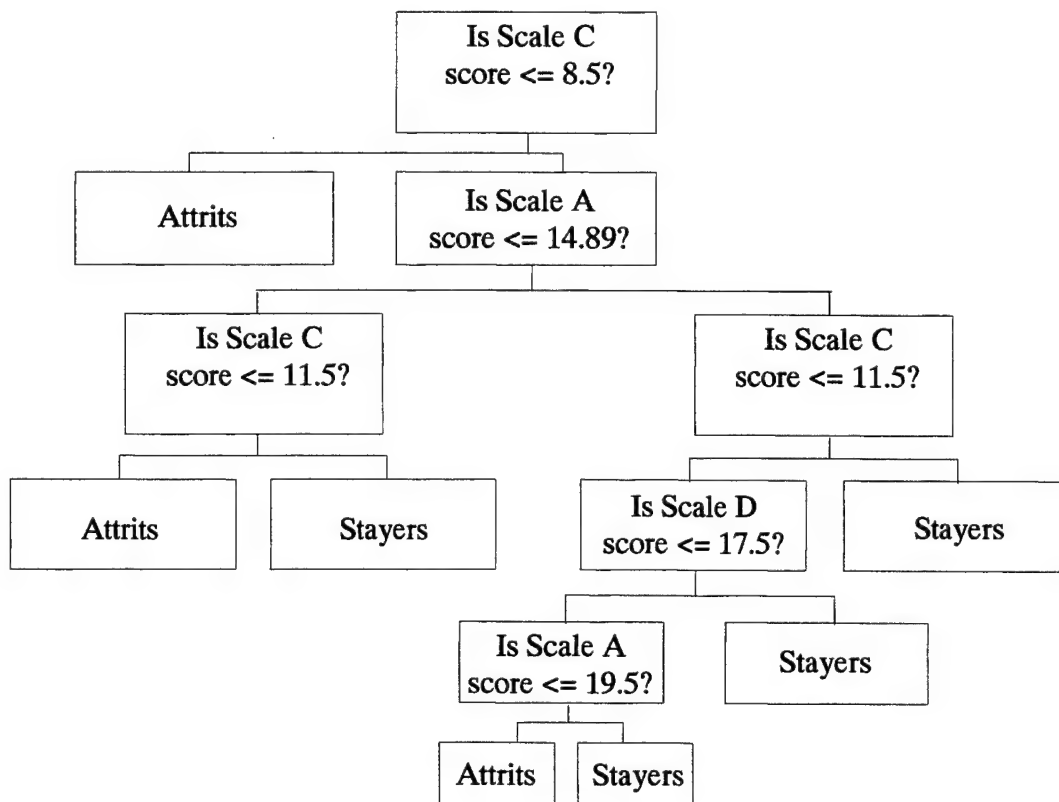 Is Scale C
score <= 8.5?
Attrits
Is Scale A
score <= 14.89?
Is Scale C
score <= 11.5?
Is Scale C
score <= 11.5?
Attrits
Stayers
Is Scale D
score <= 17.5?
Stayers
Is Scale A
score <= 19.5?
Stayers
Attrits
Stayers